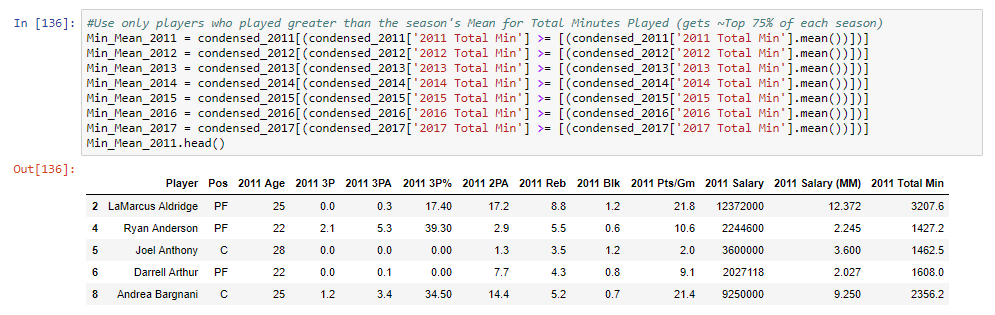 In [136]: #Use only players who played greater than the season's Mean for Total Minutes Played (gets ~Top 75% of each season)
Min_Mean_2011 = condensed_2011[(condensed_2011['2011 Total Min'] >= [(condensed_2011['2011 Total Min'].mean())])]
Min_Mean_2012 = condensed_2012[(condensed_2012['2012 Total Min'] >= [(condensed_2012['2012 Total Min'].mean())])]
Min_Mean_2013 = condensed_2013[(condensed_2013['2013 Total Min'] >= [(condensed_2013['2013 Total Min'].mean())])]
Min_Mean_2014 = condensed_2014[(condensed_2014['2014 Total Min'] >= [(condensed_2014['2014 Total Min'].mean())])]
Min_Mean_2015 = condensed_2015[(condensed_2015['2015 Total Min'] >= [(condensed_2015['2015 Total Min'].mean())])]
Min_Mean_2016 = condensed_2016[(condensed_2016['2016 Total Min'] >= [(condensed_2016['2016 Total Min'].mean())])]
Min_Mean_2017 = condensed_2017[(condensed_2017['2017 Total Min'] >= [(condensed_2017['2017 Total Min'].mean())])]
Min_Mean_2011.head()
Out[136]:
Player Pos 2011 Age 2011 3P 2011 3PA 2011 3P% 2011 2PA 2011 Reb 2011 Blk 2011 Pts/Gm 2011 Salary 2011 Salary (MM) 2011 Total Min
2 LaMarcus Aldridge PF 25 0.0 0.3 17.40 17.2 8.8 1.2 21.8 12372000 12.372 3207.6
4 Ryan Anderson PF 22 2.1 5.3 39.30 2.9 5.5 0.6 10.6 2244600 2.245 1427.2
5 Joel Anthony C 28 0.0 0.0 0.00 1.3 3.5 1.2 2.0 3600000 3.600 1462.5
6 Darrell Arthur PF 22 0.0 0.1 0.00 7.7 4.3 0.8 9.1 2027118 2.027 1608.0
8 Andrea Bargnani C 25 1.2 3.4 34.50 14.4 5.2 0.7 21.4 9250000 9.250 2356.2